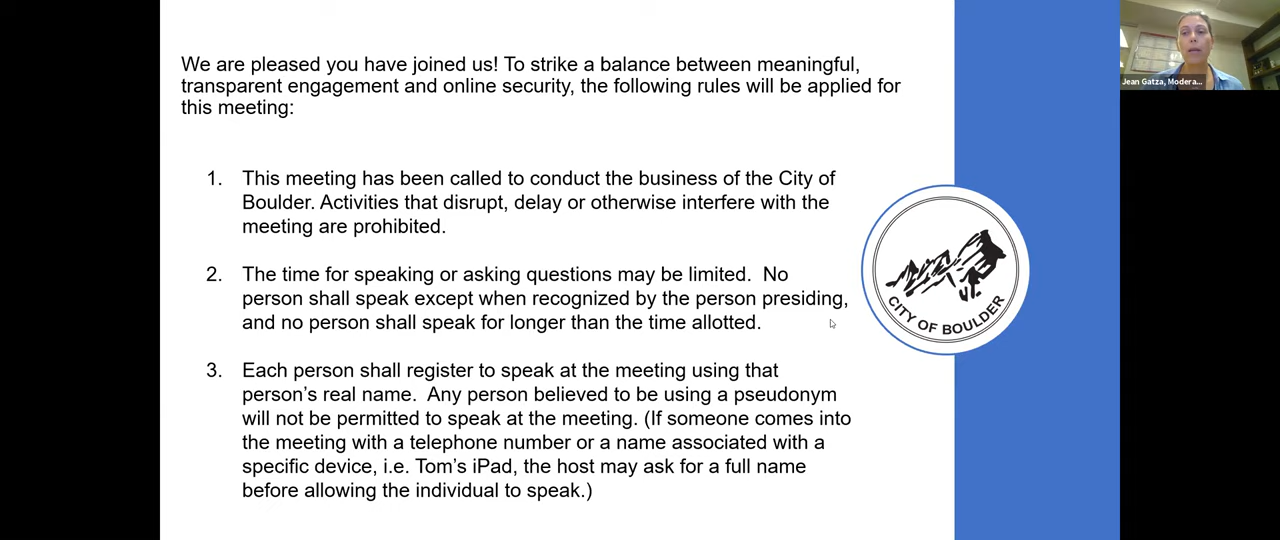 We are pleased you have joined us! To strike a balance between meaningful,
transparent engagement and online security, the following rules will be applied for
this meeting:
1. This meeting has been called to conduct the business of the City of
Boulder. Activities that disrupt, delay or otherwise interfere with the
meeting are prohibited.
2. The time for speaking or asking questions may be limited.  No
person shall speak except when recognized by the person presiding,
and no person shall speak for longer than the time allotted.
3. Each person shall register to speak at the meeting using that
person's real name.  Any person believed to be using a pseudonym
will not be permitted to speak at the meeting. (If someone comes into
the meeting with a telephone number or a name associated with a
specific device, i.e. Tom's iPad, the host may ask for a full name
before allowing the individual to speak.)
CITY OF BOULDER
Jean Gatza, Modera...